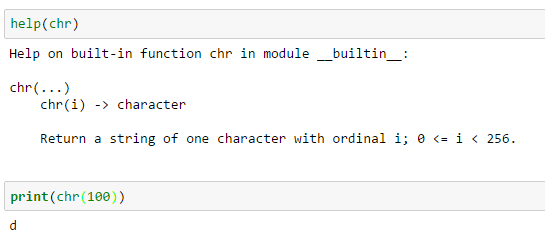 help(chr)
Help on built-in function chr in module __builtin__:
chr(...)
    chr(i) -> character
    Return a string of one character with ordinal i; 0 <= i < 256.
print(chr(100))
d